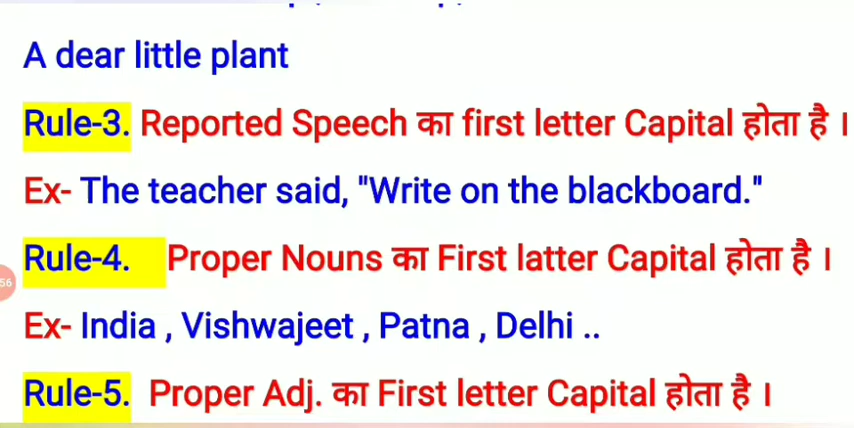 A dear little plant
Rule-3. Reported Speech का first letter Capital होता है ।
Ex- The teacher said, "Write on the blackboard."
Rule-4. Proper Nouns का First latter Capital होता है ।
56
Ex- India , Vishwajeet , Patna , Delhi ..
Rule-5. Proper Adj. का First letter Capital होता है ।